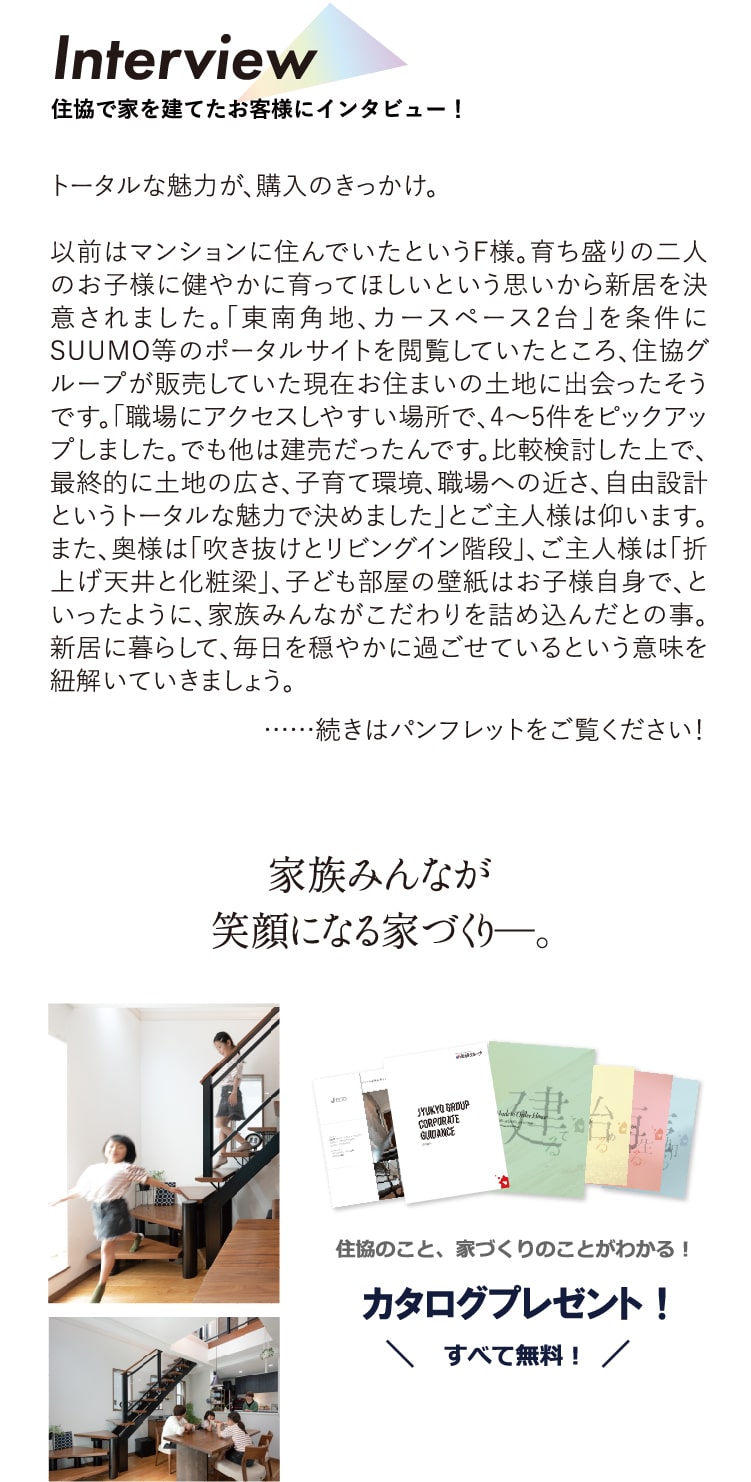 Interview
住協で家を建てたお客様にインタビュー！
トータルな魅力が、購入のきっかけ。
以前はマンションに住んでいたというF様。育ち盛りの二人
のお子様に健やかに育ってほしいという思いから新居を決
意されました。「東南角地、カースペース2台」を条件に
SUUMO等のポータルサイトを閲覧していたところ、住協グ
ループが販売していた現在お住まいの土地に出会ったそう
です。「職場にアクセスしやすい場所で、4〜5件をピックアッ
プしました。でも他は建売だったんです。比較検討した上で、
最終的に土地の広さ、子育て環境、職場への近さ、自由設計
というトータルな魅力で決めました」とご主人様は仰います。
また、奥様は「吹き抜けとリビングイン階段」、ご主人様は「折
上げ天井と化粧梁」、子ども部屋の壁紙はお子様自身で、と
いったように、家族みんながこだわりを詰め込んだとの事。
新居に暮らして、毎日を穏やかに過ごせているという意味を
紐解いていきましょう。
……続きはパンフレットをご覧ください！
家族みんなが
笑顔になる家づくり―。
JYUKYO GROUP
CORPORATE
GUIDANCE
Made to Order House
建てる
住協のこと、家づくりのことがわかる！
カタログプレゼント！
＼ すべて無料！ ／